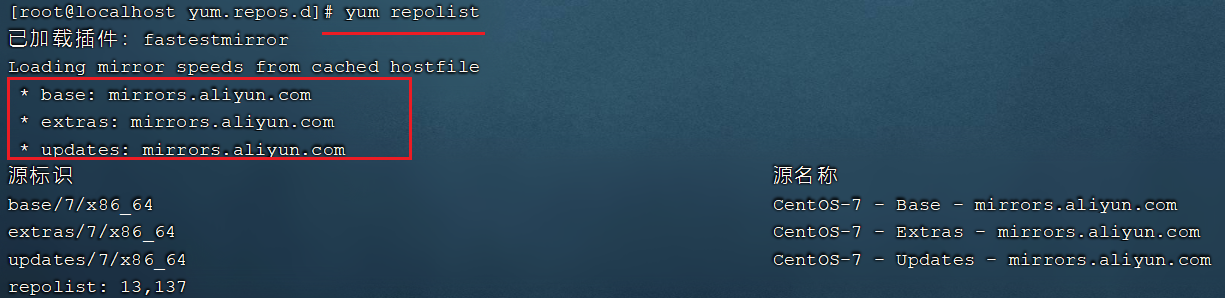 [root@localhost yum.repos.d]# yum repolist
已加载插件：fastestmirror
Loading mirror speeds from cached hostfile
 * base: mirrors.aliyun.com
 * extras: mirrors.aliyun.com
 * updates: mirrors.aliyun.com
源标识 源名称
base/7/x86_64 CentOS-7 - Base - mirrors.aliyun.com
extras/7/x86_64 CentOS-7 - Extras - mirrors.aliyun.com
updates/7/x86_64 CentOS-7 - Updates - mirrors.aliyun.com
repolist: 13,137